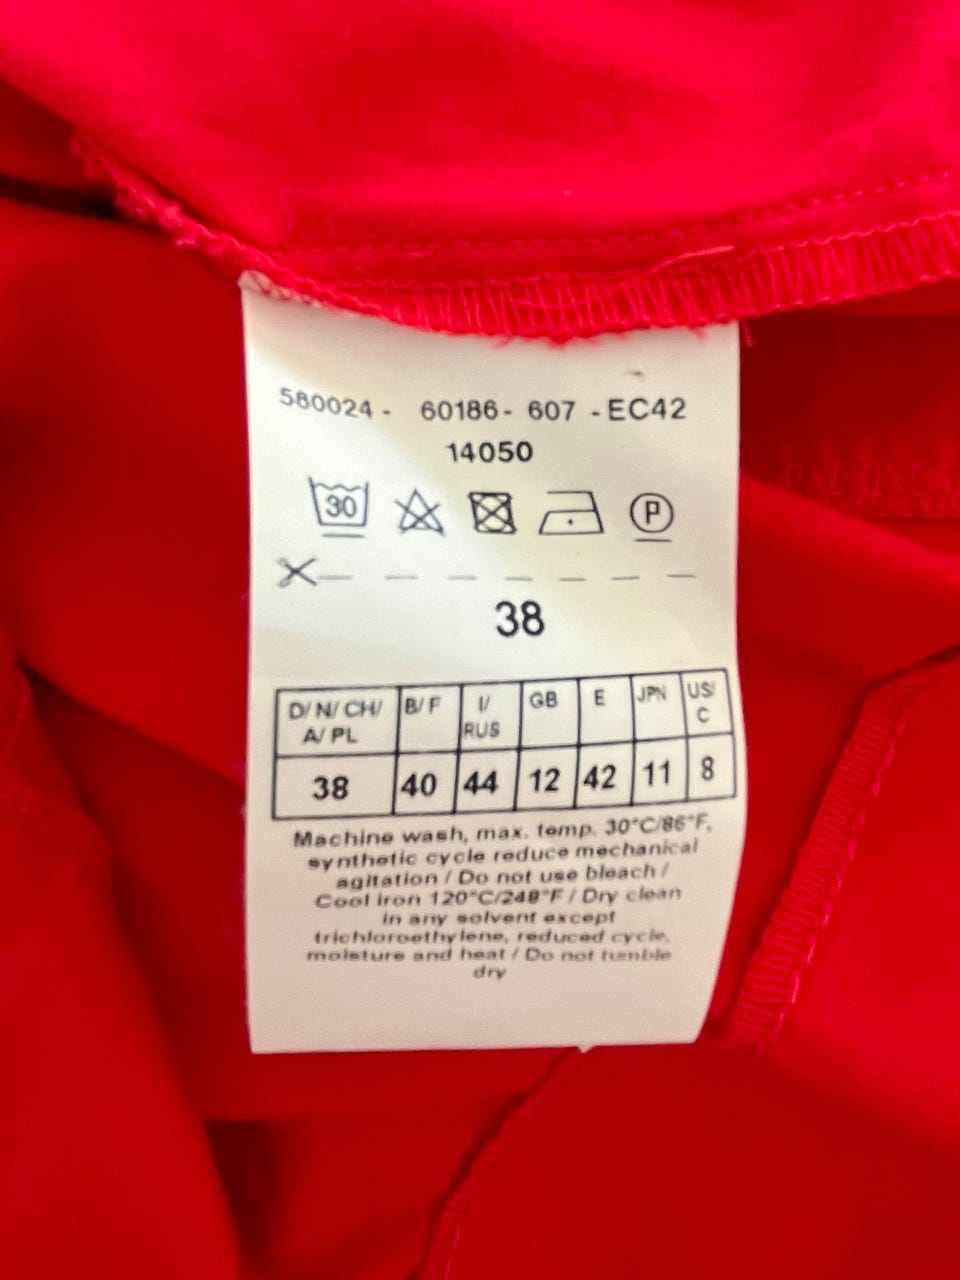 580024 - 60186 - 607 - EC42
14050
30 P
38
D/ N/ CH/ A/ PL B/ F I/ RUS GB E JPN US/ C
38 40 44 12 42 11 8
Machine wash, max. temp. 30°C/86°F,
synthetic cycle reduce mechanical
agitation / Do not use bleach /
Cool iron 120°C/248°F / Dry clean
in any solvent except
trichloroethylene, reduced cycle,
moisture and heat / Do not tumble
dry